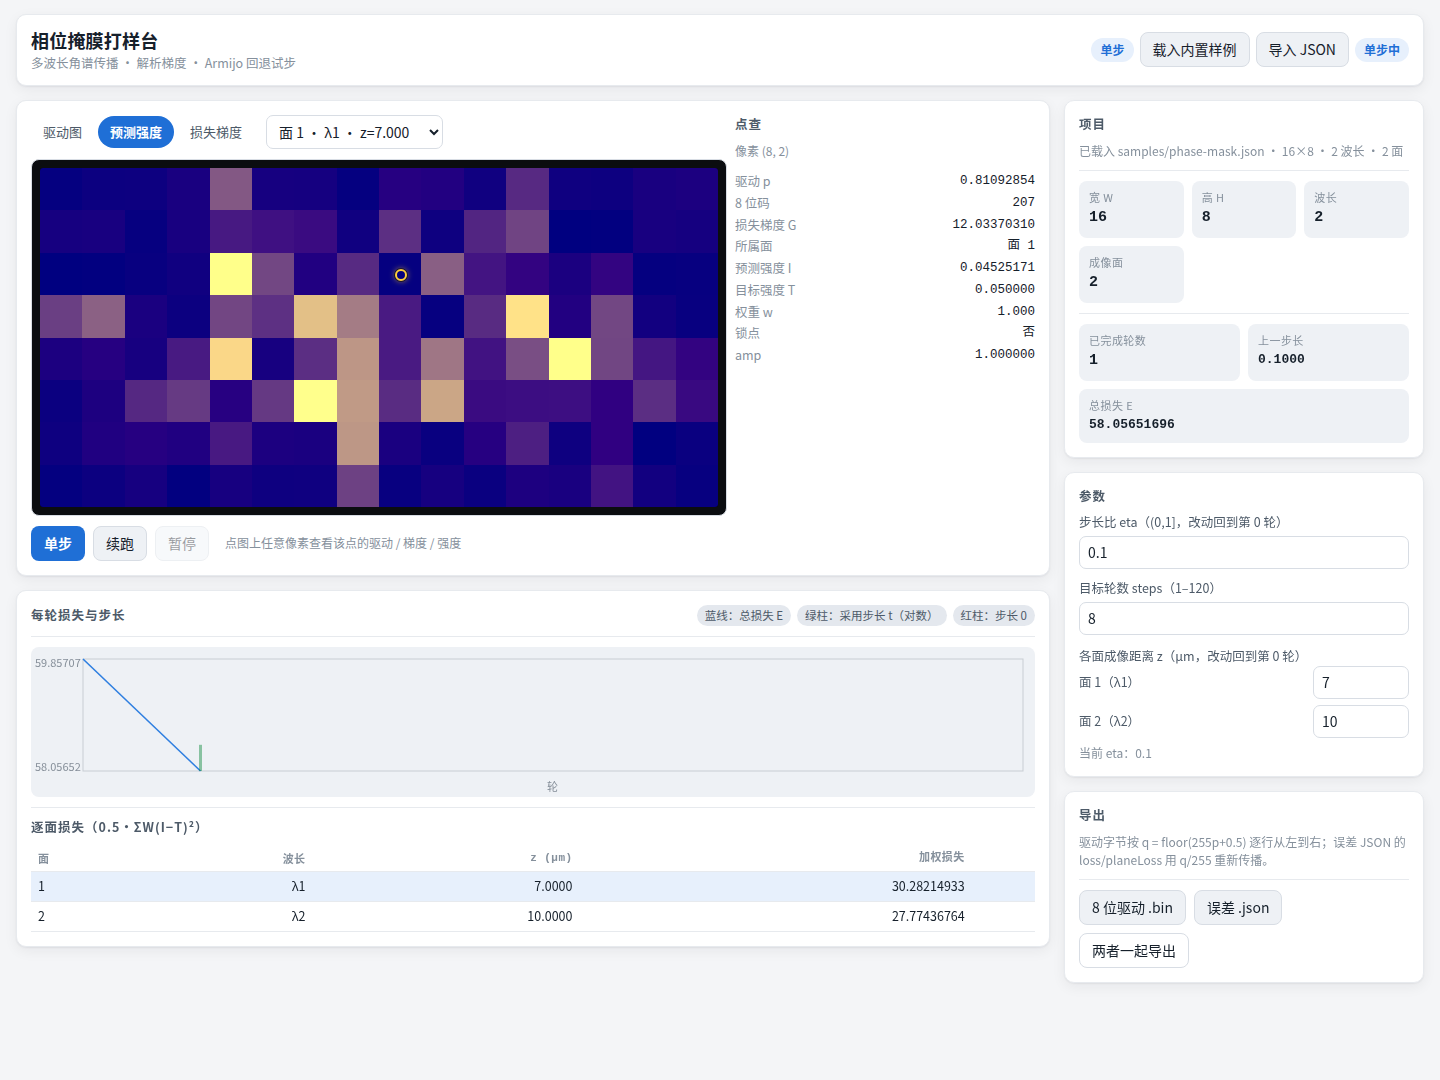 相位掩膜打样台
多波长角谱传播 · 解析梯度 · Armijo 回退试步
单步
载入内置样例
导入 JSON
单步中
驱动图
预测强度
损失梯度
面 1 · λ1 · z=7.000
点查
像素 (8, 2)
驱动 p 0.81092854
8 位码 207
损失梯度 G 12.03370310
所属面 面 1
预测强度 I 0.04525171
目标强度 T 0.050000
权重 w 1.000
锁点 否
amp 1.000000
单步
续跑
暂停
点图上任意像素查看该点的驱动 / 梯度 / 强度
每轮损失与步长
蓝线：总损失 E
绿柱：采用步长 t（对数）
红柱：步长 0
59.85707
58.05652
轮
逐面损失（0.5·ΣW(I−T)²）
面 波长 z (μm) 加权损失
1 λ1 7.0000 30.28214933
2 λ2 10.0000 27.77436764
项目
已载入 samples/phase-mask.json · 16×8 · 2 波长 · 2 面
宽 W
16
高 H
8
波长
2
成像面
2
已完成轮数
1
上一步长
0.1000
总损失 E
58.05651696
参数
步长比 eta（(0,1]，改动回到第 0 轮）
0.1
目标轮数 steps（1–120）
8
各面成像距离 z（μm，改动回到第 0 轮）
面 1（λ1） 7
面 2（λ2） 10
当前 eta：0.1
导出
驱动字节按 q = floor(255p+0.5) 逐行从左到右；误差 JSON 的
loss/planeLoss 用 q/255 重新传播。
8 位驱动 .bin
误差 .json
两者一起导出